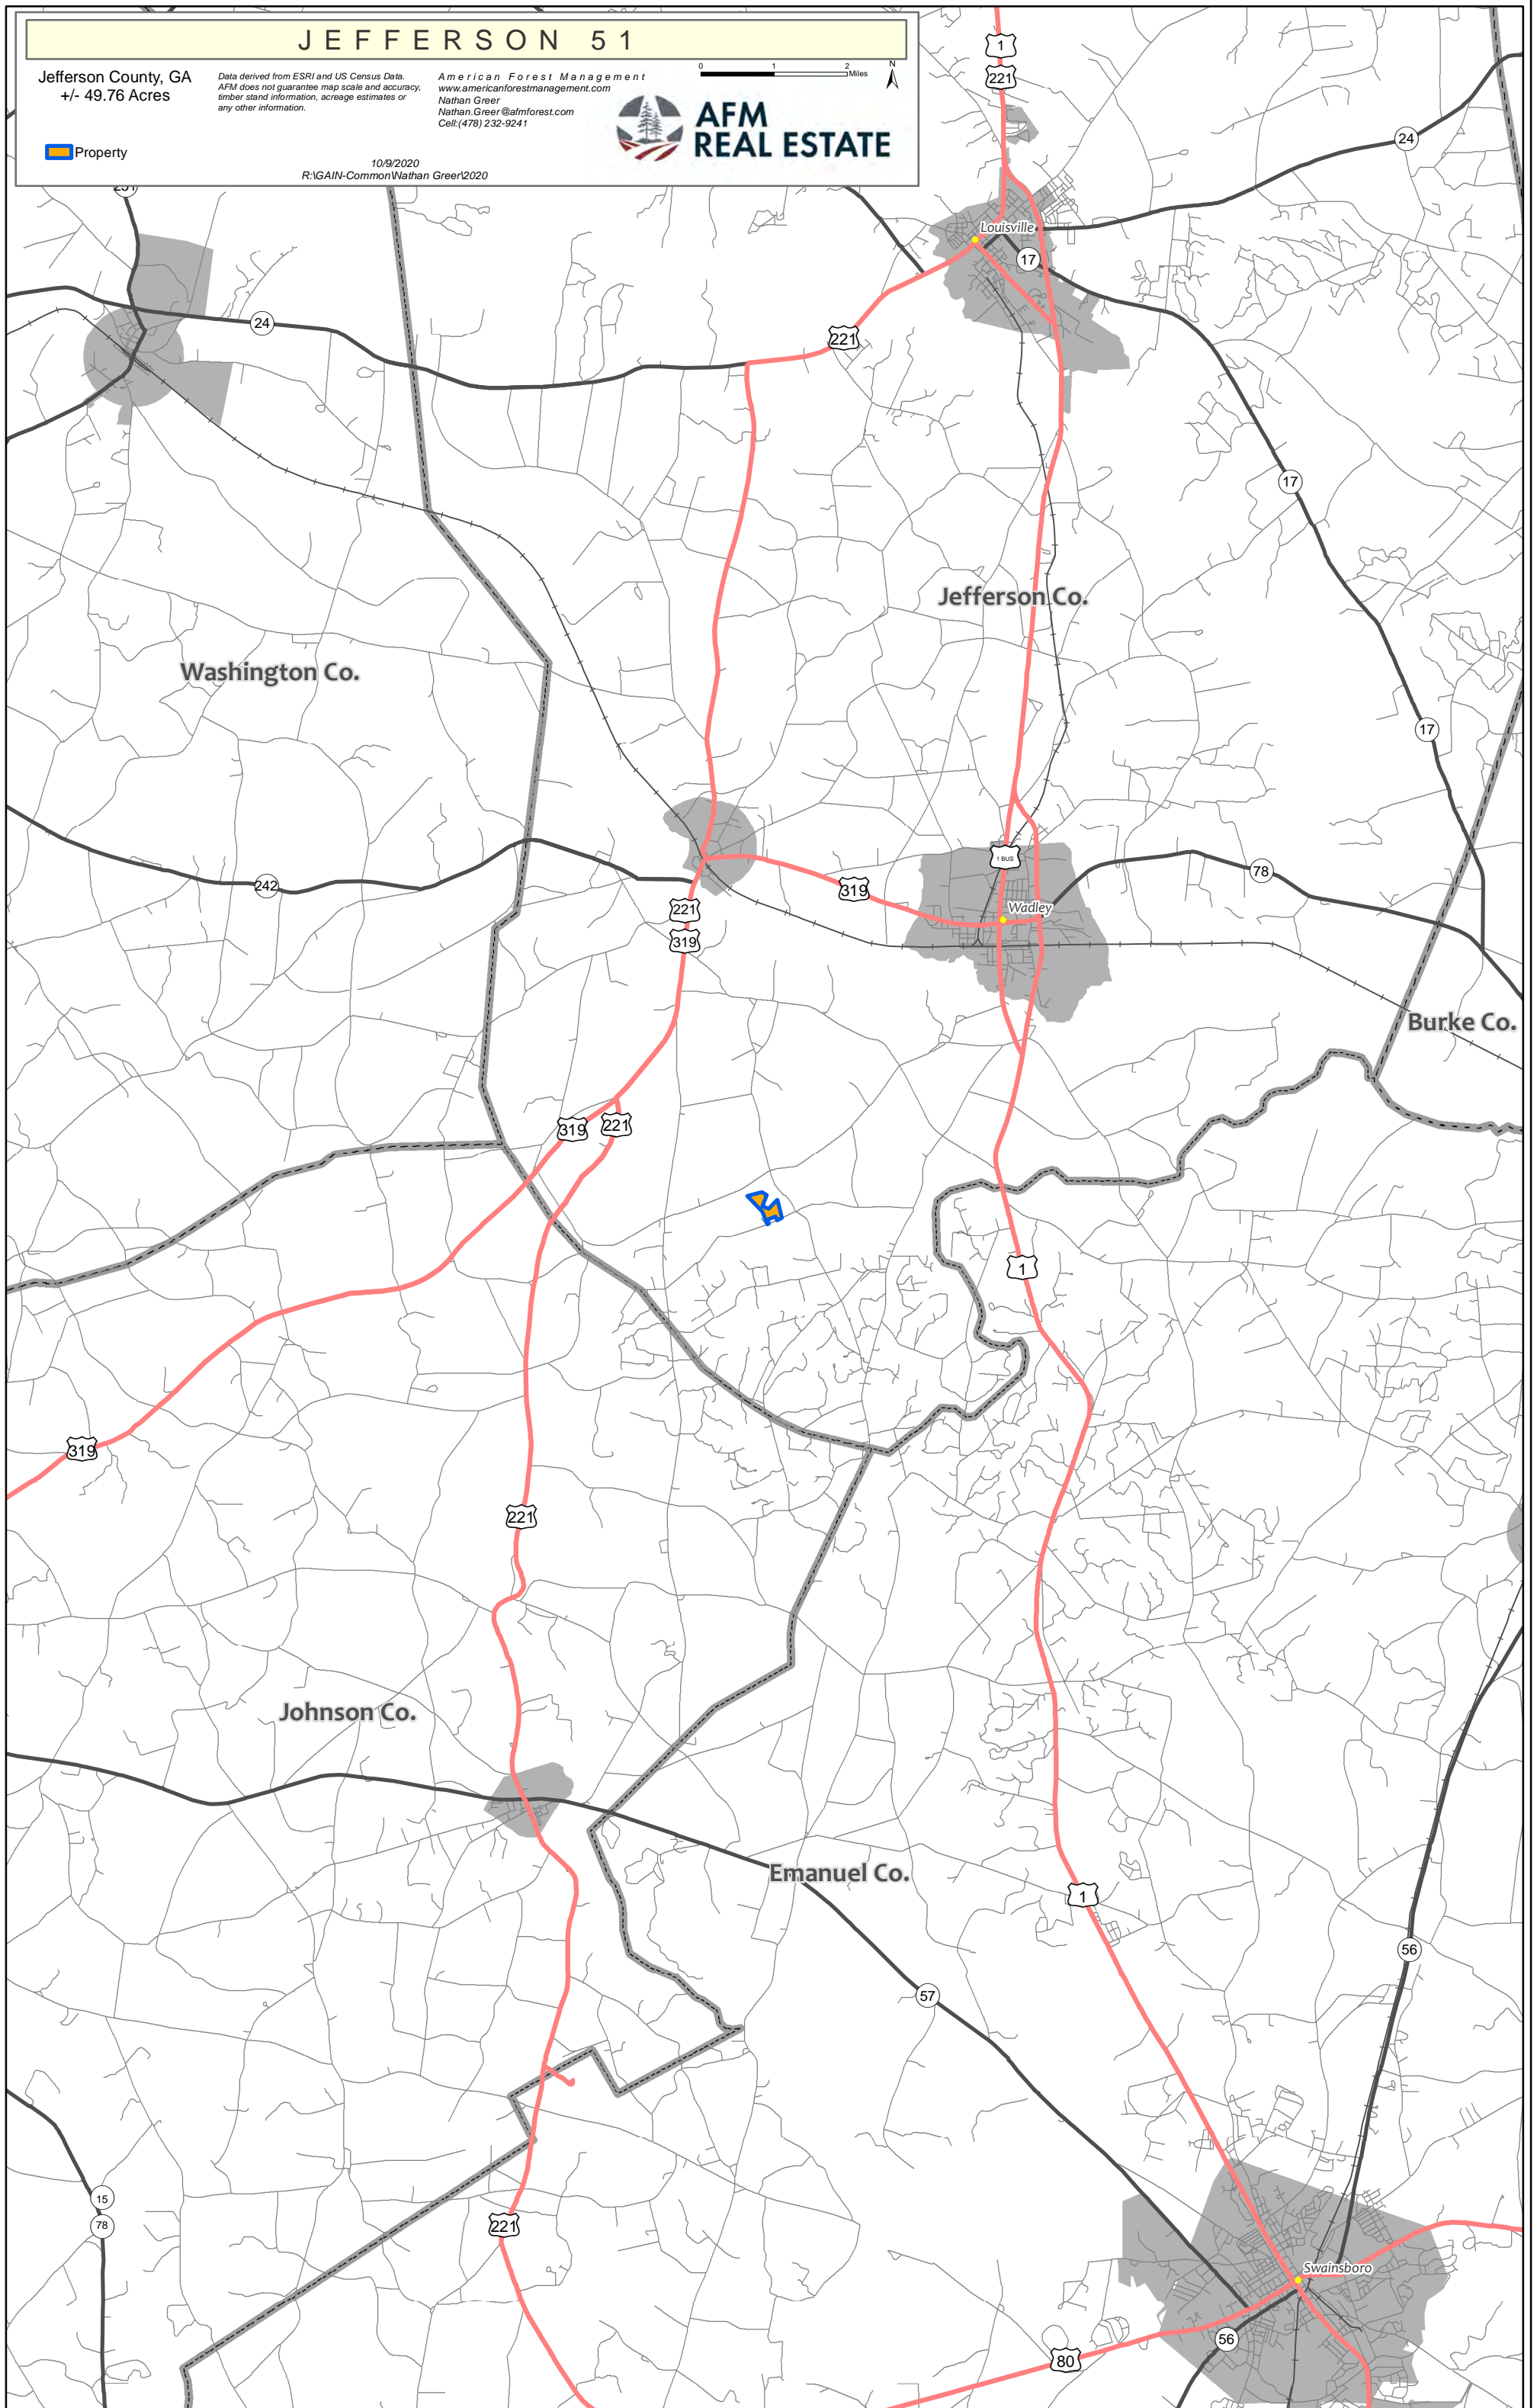 JEFFERSON 51
Jefferson County, GA
+/- 49.76 Acres
Data derived from ESRI and US Census Data.
AFM does not guarantee map scale and accuracy,
timber stand information, acreage estimates or
any other information.
American Forest Management
www.americanforestmanagement.com
Nathan Greer
Nathan.Greer@afmforest.com
Cell:(478) 232-9241
0 1 2
Miles
N
AFM
REAL ESTATE
Property
10/9/2020
R:\GAIN-Common\Nathan Greer\2020
1
221
24
Louisville
17
24
221
17
Jefferson Co.
Washington Co.
17
1 BUS
78
242
319
221
Wadley
319
Burke Co.
319
221
1
319
221
Johnson Co.
Emanuel Co.
1
56
57
15
78
221
Swainsboro
56
80